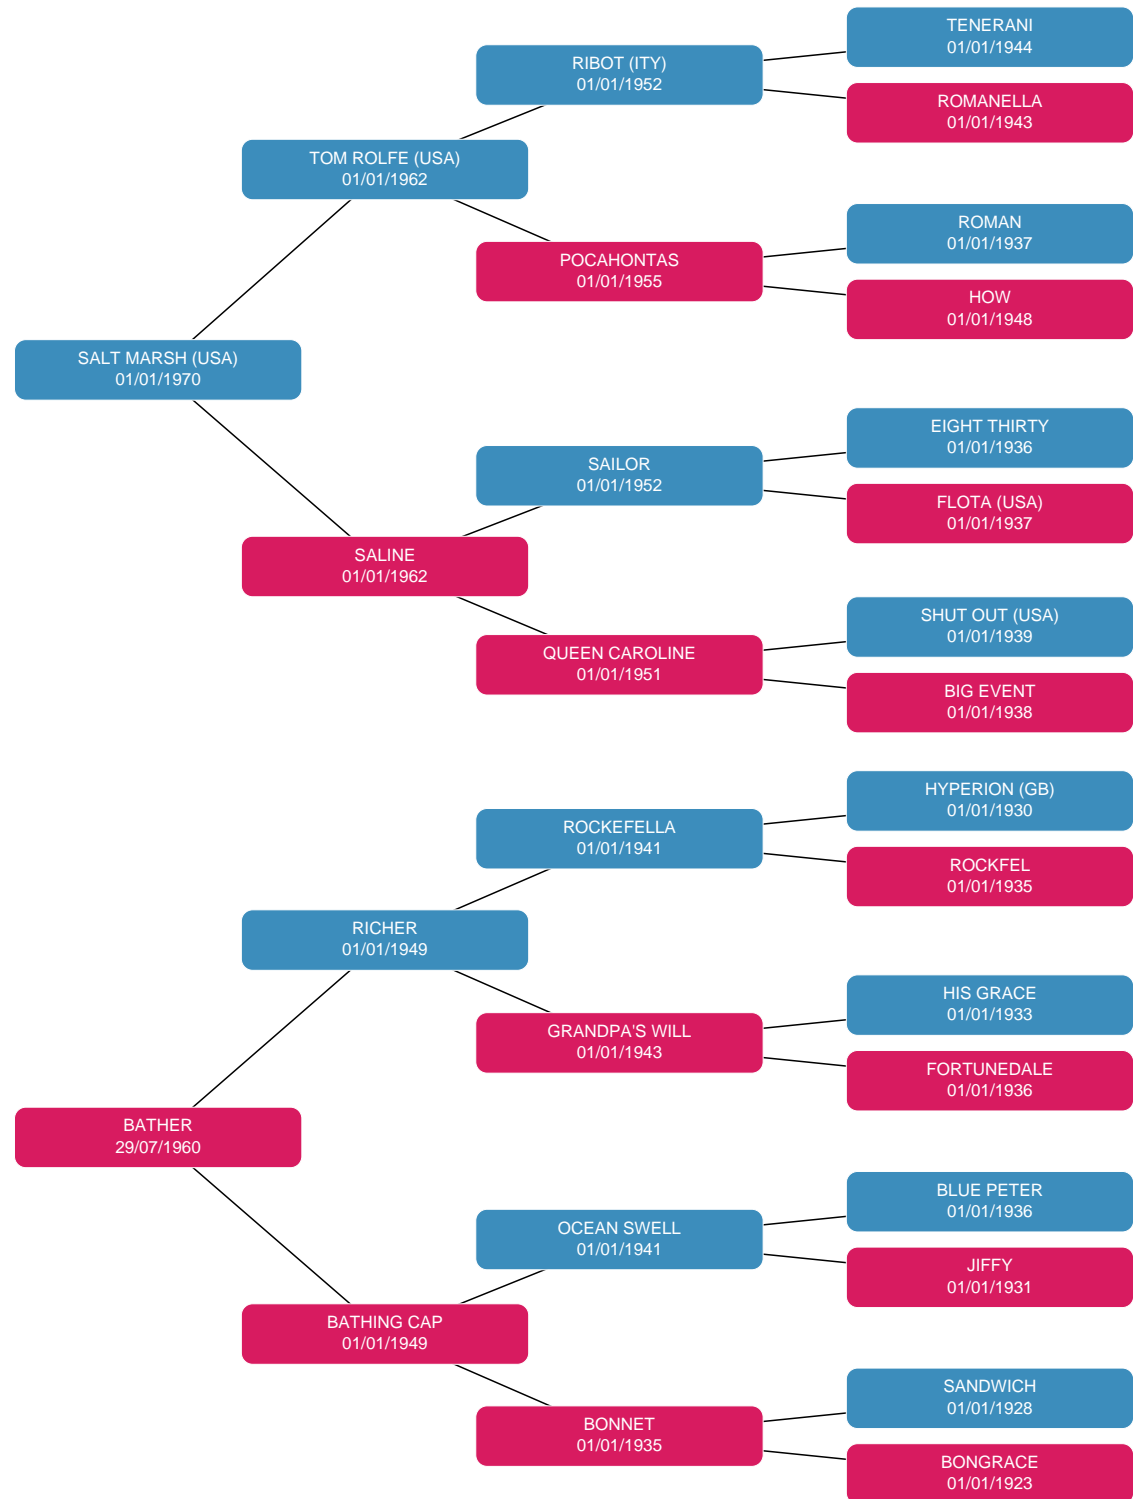 TENERANI
01/01/1944
RIBOT (ITY)
01/01/1952
ROMANELLA
01/01/1943
TOM ROLFE (USA)
01/01/1962
ROMAN
01/01/1937
POCAHONTAS
01/01/1955
HOW
01/01/1948
SALT MARSH (USA)
01/01/1970
EIGHT THIRTY
01/01/1936
SAILOR
01/01/1952
FLOTA (USA)
01/01/1937
SALINE
01/01/1962
SHUT OUT (USA)
01/01/1939
QUEEN CAROLINE
01/01/1951
BIG EVENT
01/01/1938
HYPERION (GB)
01/01/1930
ROCKEFELLA
01/01/1941
ROCKFEL
01/01/1935
RICHER
01/01/1949
HIS GRACE
01/01/1933
GRANDPA'S WILL
01/01/1943
FORTUNEDALE
01/01/1936
BATHER
29/07/1960
BLUE PETER
01/01/1936
OCEAN SWELL
01/01/1941
JIFFY
01/01/1931
BATHING CAP
01/01/1949
SANDWICH
01/01/1928
BONNET
01/01/1935
BONGRACE
01/01/1923